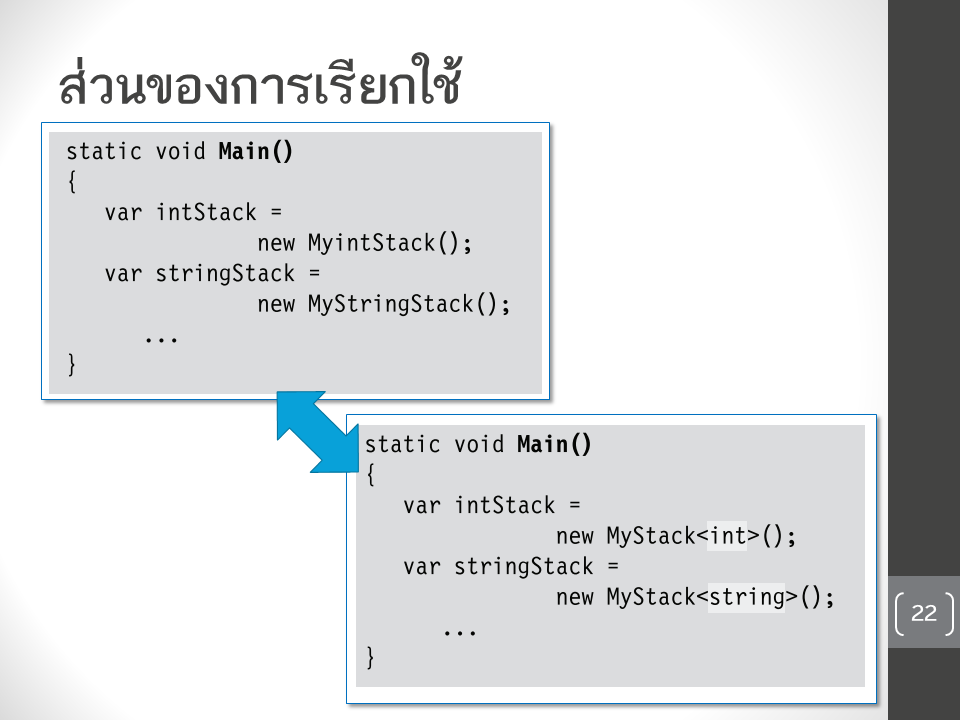 ส่วนของการเรียกใช้
static void Main()
{
var intStack =
new MyintStack();
var stringStack =
new MyStringStack();
...
}
static void Main()
{
var intStack =
new MyStack<int>();
var stringStack =
new MyStack<string>();
...
}
22